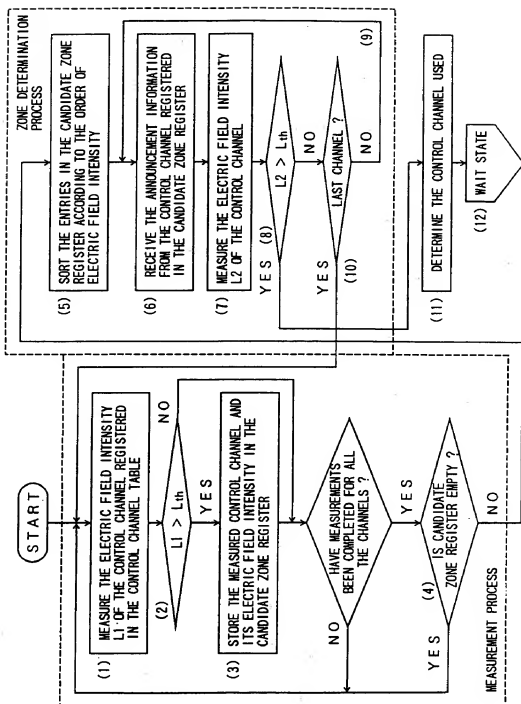 START
(1)
MEASURE THE ELECTRIC FIELD INTENSITY
L1 OF THE CONTROL CHANNEL REGISTERED
IN THE CONTROL CHANNEL TABLE
(2)
L1 > Lth
NO
YES
(3)
STORE THE MEASURED CONTROL CHANNEL AND
ITS ELECTRIC FIELD INTENSITY IN THE
CANDIDATE ZONE REGISTER
HAVE MEASUREMENTS
BEEN COMPLETED FOR ALL
THE CHANNELS ?
NO
YES
(4)
IS CANDIDATE
ZONE REGISTER EMPTY ?
YES
NO
MEASUREMENT PROCESS
ZONE DETERMINATION
PROCESS
(5)
SORT THE ENTRIES IN THE CANDIDATE ZONE
REGISTER ACCORDING TO THE ORDER OF
ELECTRIC FIELD INTENSITY
(6)
RECEIVE THE ANNOUNCEMENT INFORMATION
FROM THE CONTROL CHANNEL REGISTERED
IN THE CANDIDATE ZONE REGISTER
(7)
MEASURE THE ELECTRIC FIELD INTENSITY
L2 OF THE CONTROL CHANNEL
L2 > Lth
YES
(8)
NO
LAST CHANNEL ?
YES
(10)
NO
(9)
(11)
DETERMINE THE CONTROL CHANNEL USED
(12)
WAIT STATE